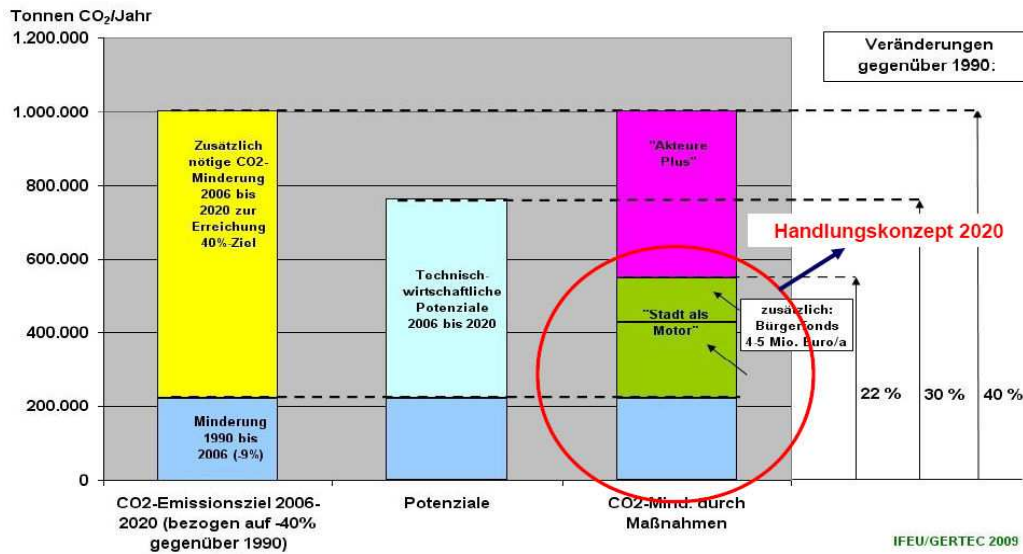 Tonnen CO₂/Jahr
1.200.000
1.000.000
800.000
600.000
400.000
200.000
0
Zusätzlich
nötige CO2-
Minderung
2006 bis
2020 zur
Erreichung
40%-Ziel
Minderung
1990 bis
2006 (-9%)
Technisch-
wirtschaftliche
Potenziale
2006 bis 2020
"Akteure
Plus"
"Stadt als
Motor"
Veränderungen
gegenüber 1990:
Handlungskonzept 2020
zusätzlich:
Bürgerfonds
4-5 Mio. Euro/a
22 %
30 %
40 %
CO2-Emissionsziel 2006-
2020 (bezogen auf -40%
gegenüber 1990)
Potenziale
CO2-Mind. durch
Maßnahmen
IFEU/GERTEC 2009